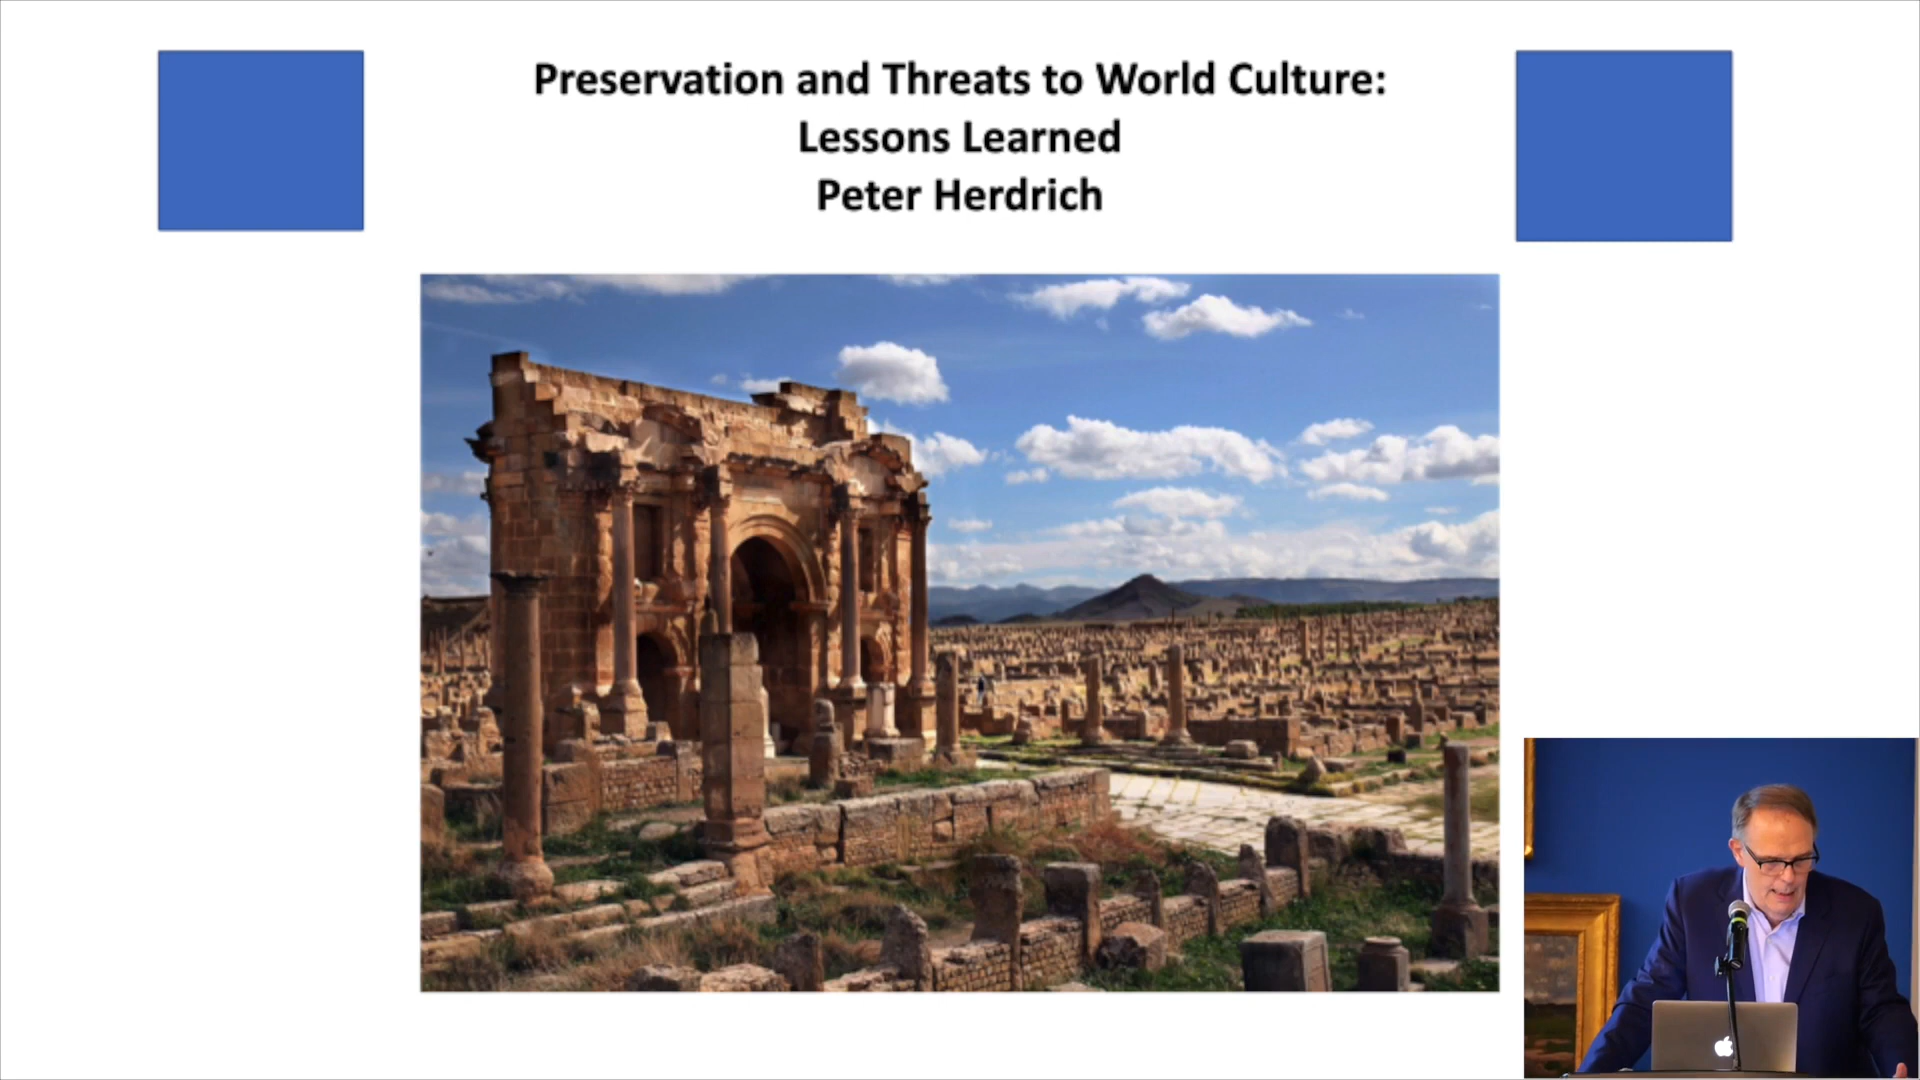 Preservation and Threats to World Culture:
Lessons Learned
Peter Herdrich